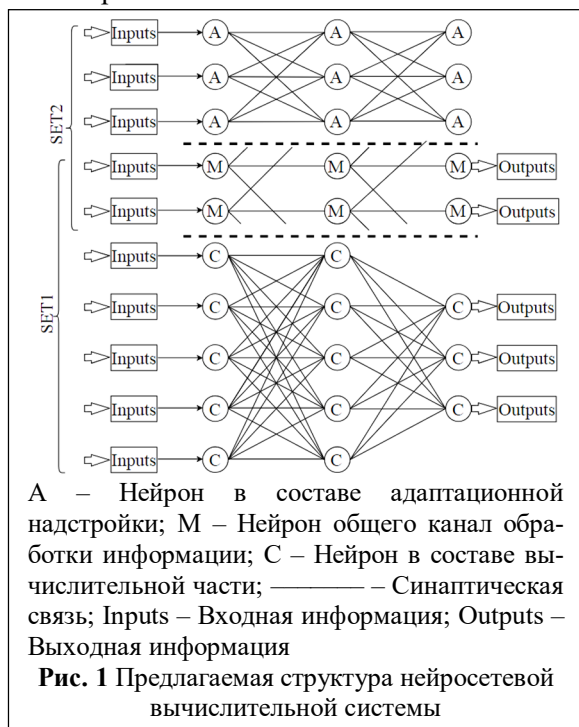 Inputs A A A
Inputs A A A
Inputs A A A
SET2
Inputs M M M Outputs
Inputs M M M Outputs
Inputs C C
SET1
Inputs C C C Outputs
Inputs C C C Outputs
Inputs C C C Outputs
Inputs C C
A – Нейрон в составе адаптационной
надстройки; M – Нейрон общего канал обра-
ботки информации; C – Нейрон в составе вы-
числительной части; ——— – Синаптическая
связь; Inputs – Входная информация; Outputs –
Выходная информация
Рис. 1 Предлагаемая структура нейросетевой
вычислительной системы